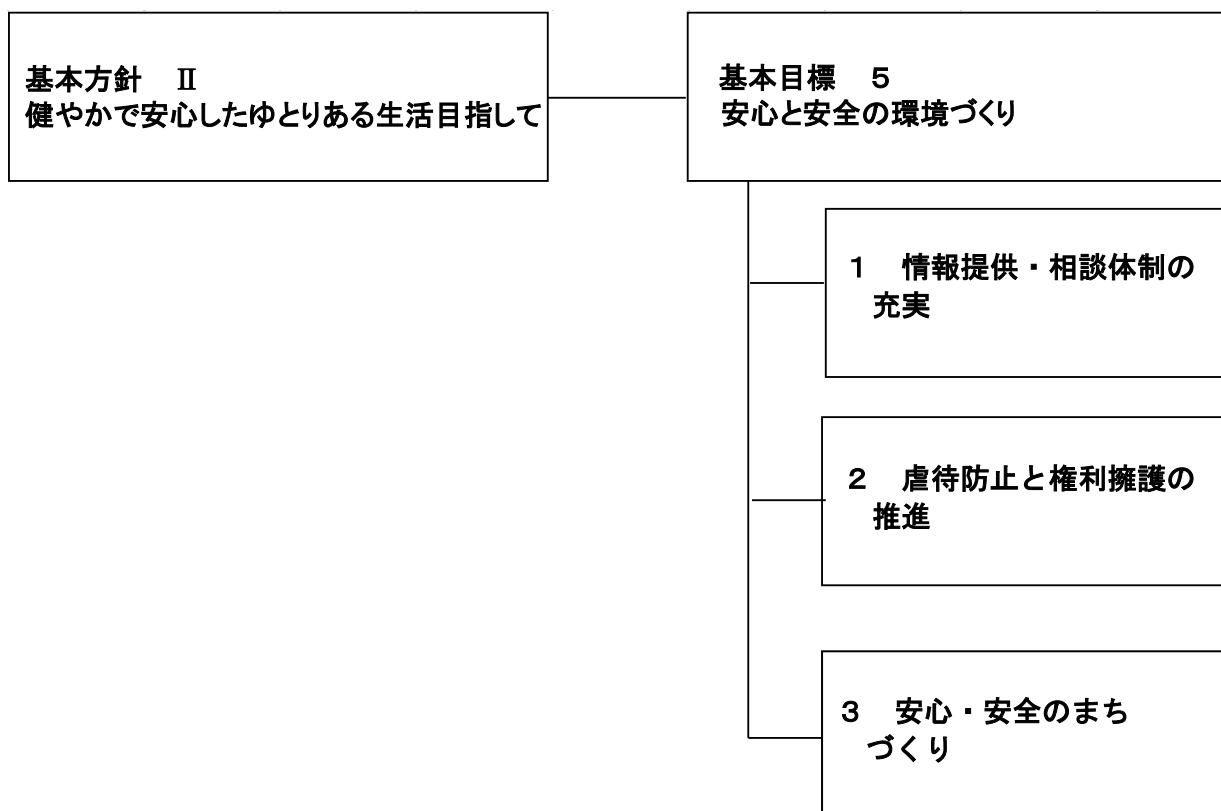 基本方針　Ⅱ
健やかで安心したゆとりある生活目指して
基本目標　５
安心と安全の環境づくり
１　情報提供・相談体制の
充実
２　虐待防止と権利擁護の
推進
３　安心・安全のまち
づくり